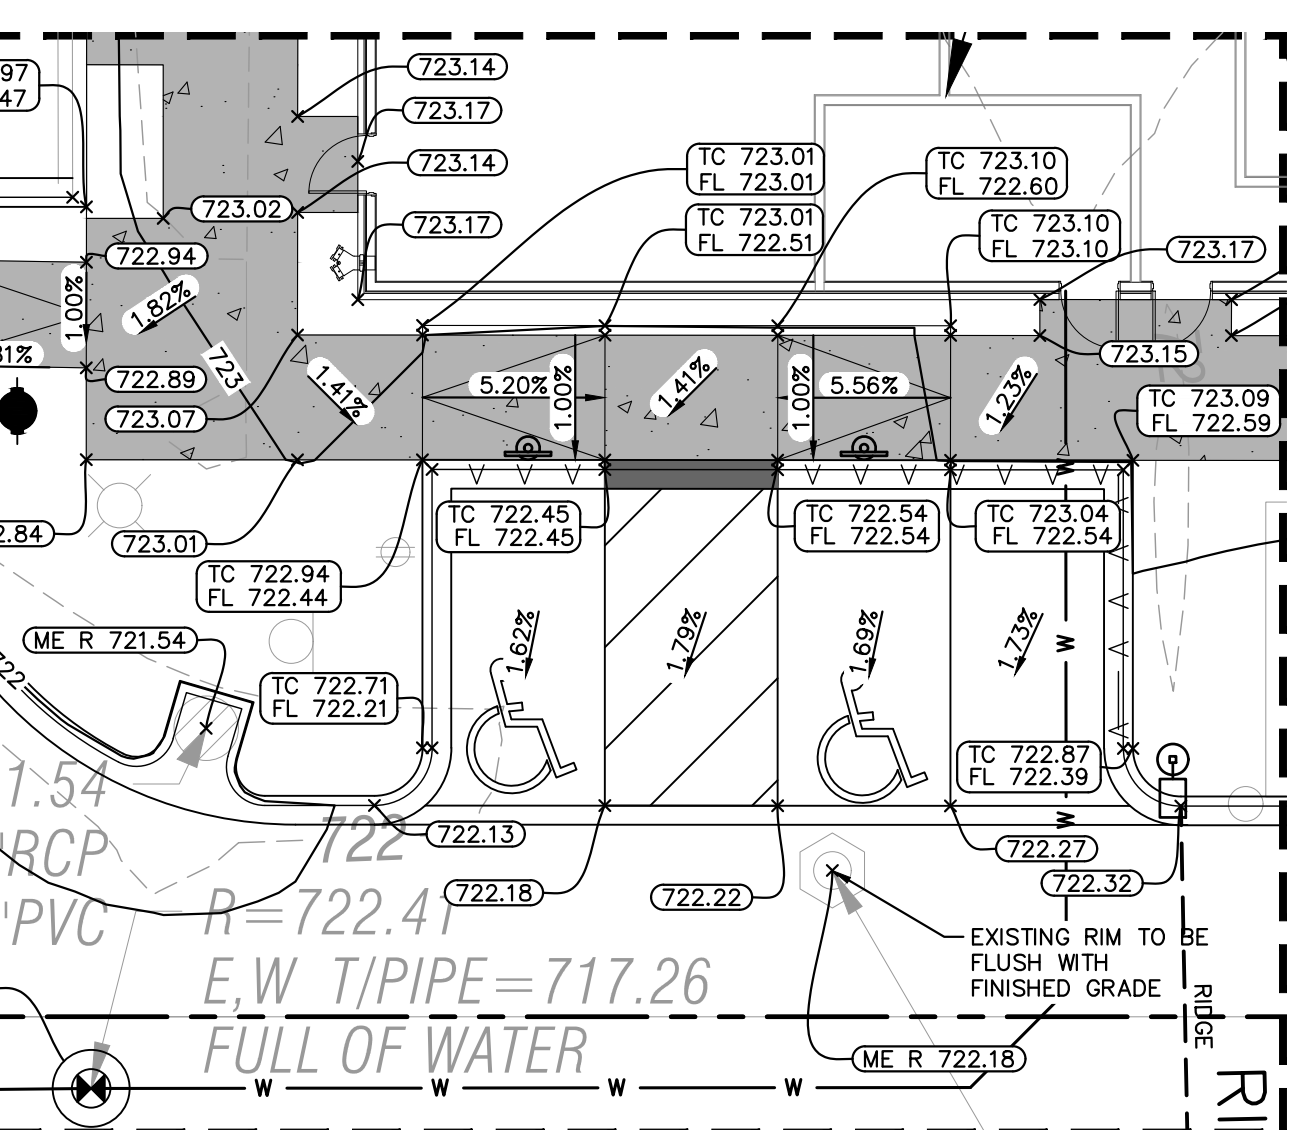 97
47
723.14
723.17
723.14
723.17
723.02
722.94
1.00%
1.82%
81%
722.89
723
723.07
TC 723.01
FL 723.01
TC 723.01
FL 722.51
TC 723.10
FL 722.60
TC 723.10
FL 723.10
723.17
723.15
1.41%
5.20%
1.00%
1.41%
1.00%
5.56%
1.23%
TC 723.09
FL 722.59
2.84
723.01
TC 722.45
FL 722.45
TC 722.54
FL 722.54
TC 723.04
FL 722.54
W
TC 722.94
FL 722.44
ME R 721.54
722
TC 722.71
FL 722.21
1.62%
1.79%
1.69%
1.73%
W
TC 722.87
FL 722.39
W
1.54
RCP
"PVC
722
722.13
722.18
722.22
722.27
722.32
R=722.41
E,W T/PIPE=717.26
FULL OF WATER
EXISTING RIM TO BE
FLUSH WITH
FINISHED GRADE
RIDGE
ME R 722.18
W W W W
RI